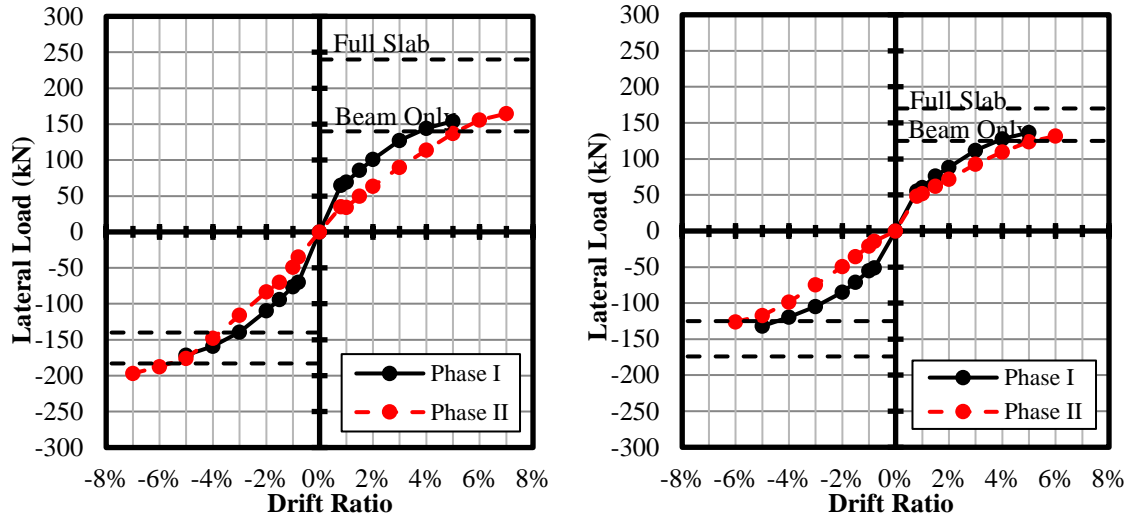 300
250
200
150
100
50
0
-50
-100
-150
-200
-250
-300
Lateral Load (kN)
Full Slab
Beam Only
Phase I
Phase II
-8% -6% -4% -2% 0% 2% 4% 6% 8%
Drift Ratio
300
250
200
150
100
50
0
-50
-100
-150
-200
-250
-300
Lateral Load (kN)
Full Slab
Beam Only
Phase I
Phase II
-8% -6% -4% -2% 0% 2% 4% 6% 8%
Drift Ratio